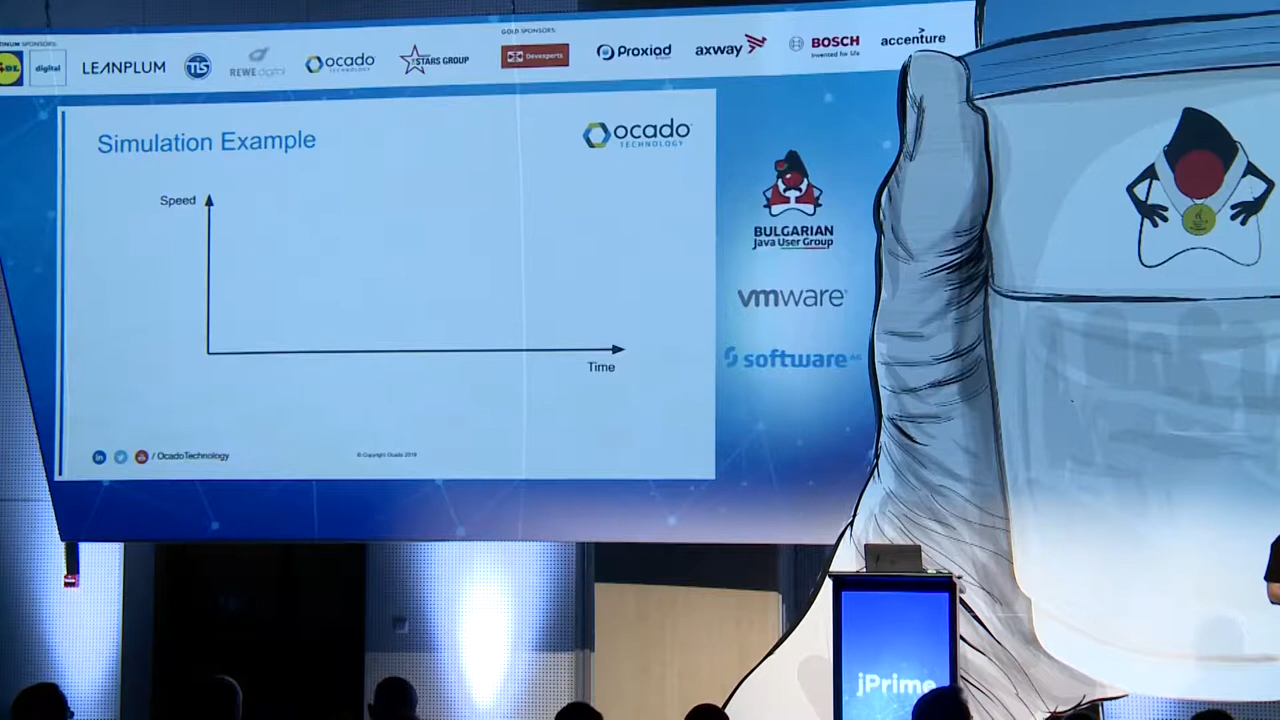 GOLD SPONSORS:
SPONSORS:
digital
LEANPLUM
REWE digital
ocado
TECHNOLOGY
STARS GROUP
Devexperts
Proxiad
axway
BOSCH
Invented for life
accenture
Simulation Example
ocado
TECHNOLOGY
Speed
Time
/ OcadoTechnology
© Copyright Ocado 2019
BULGARIAN
Java User Group
vmware
software AG
jPrime